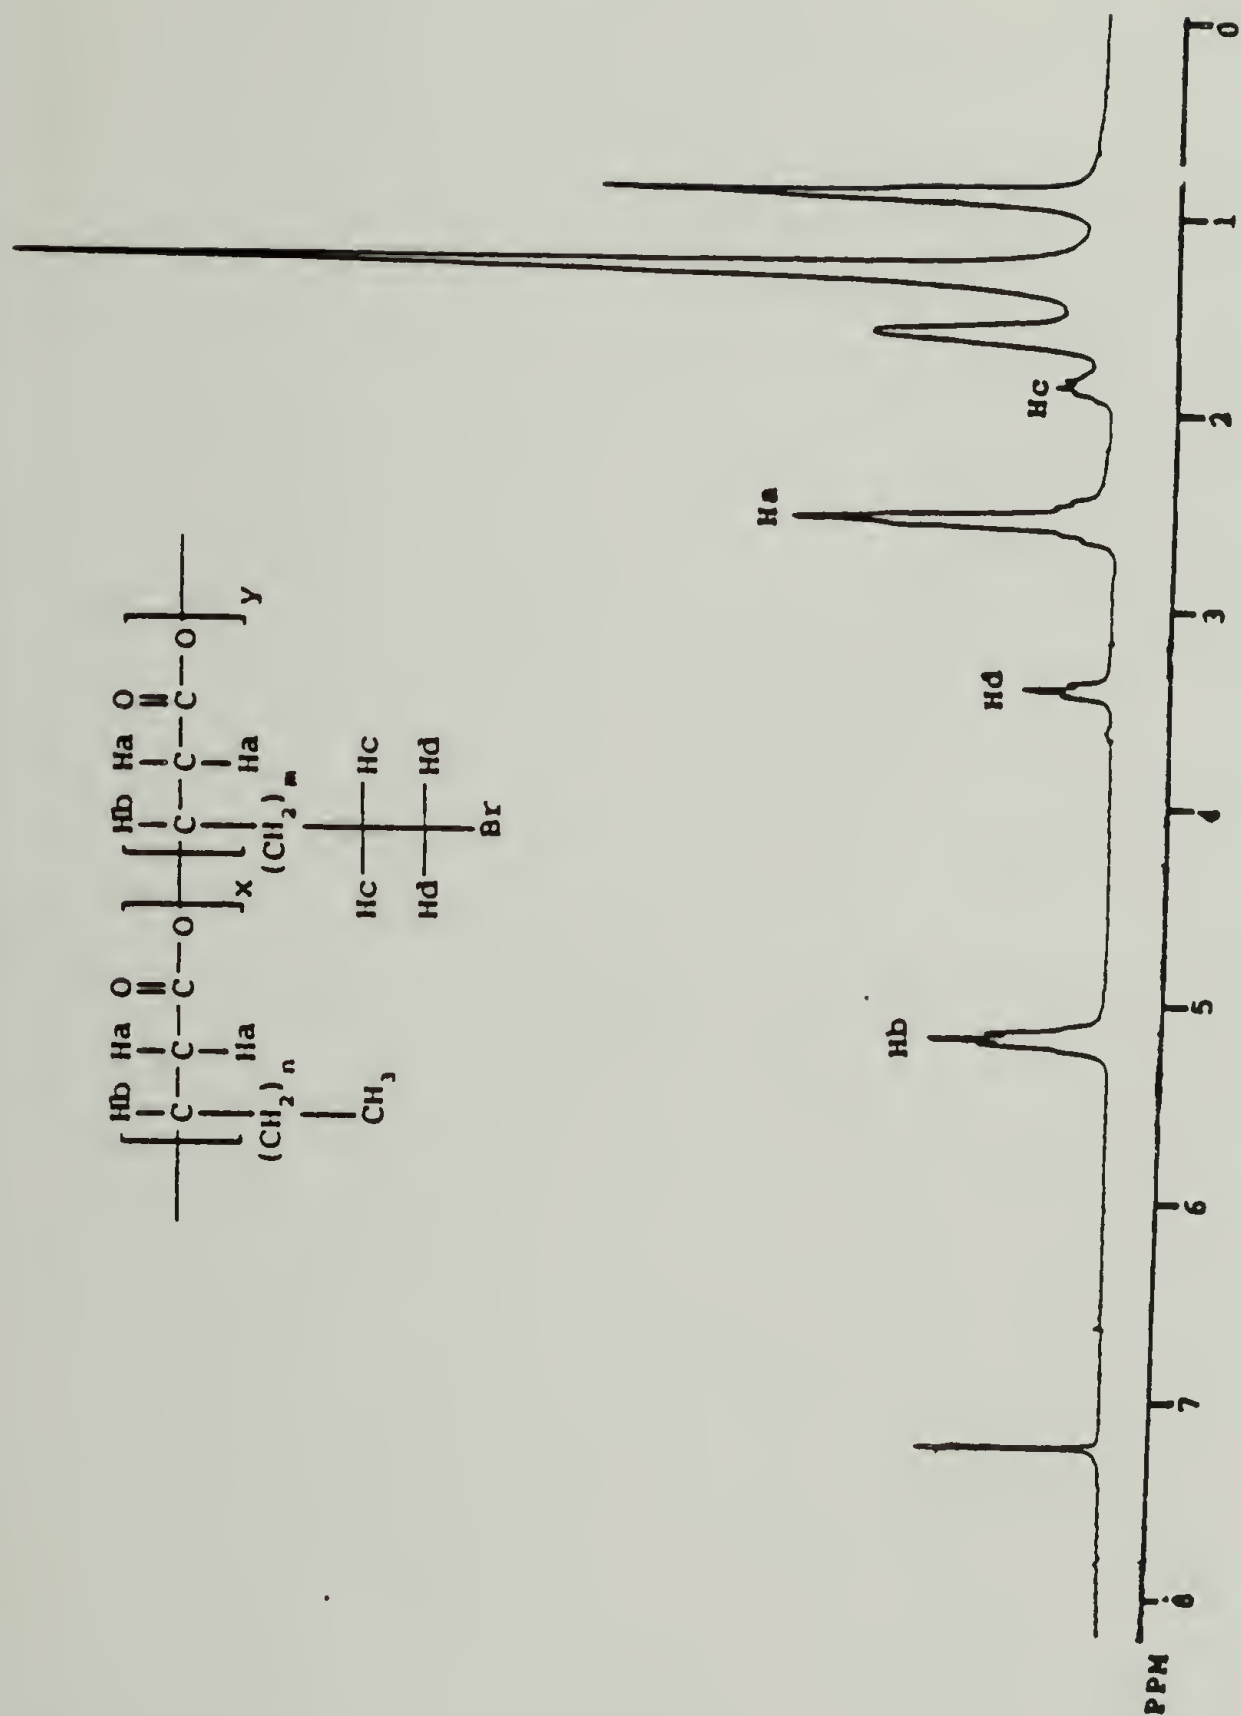 Hb Ha O Hb Ha O
C — C — C — O C — C — C — O
Ha x Ha y
(CH2)n (CH2)m
CH3 Hc Hc
Hd Hd
Br
Hb
Hd
Ha
Hc
PPM 8 7 6 5 4 3 2 1 0